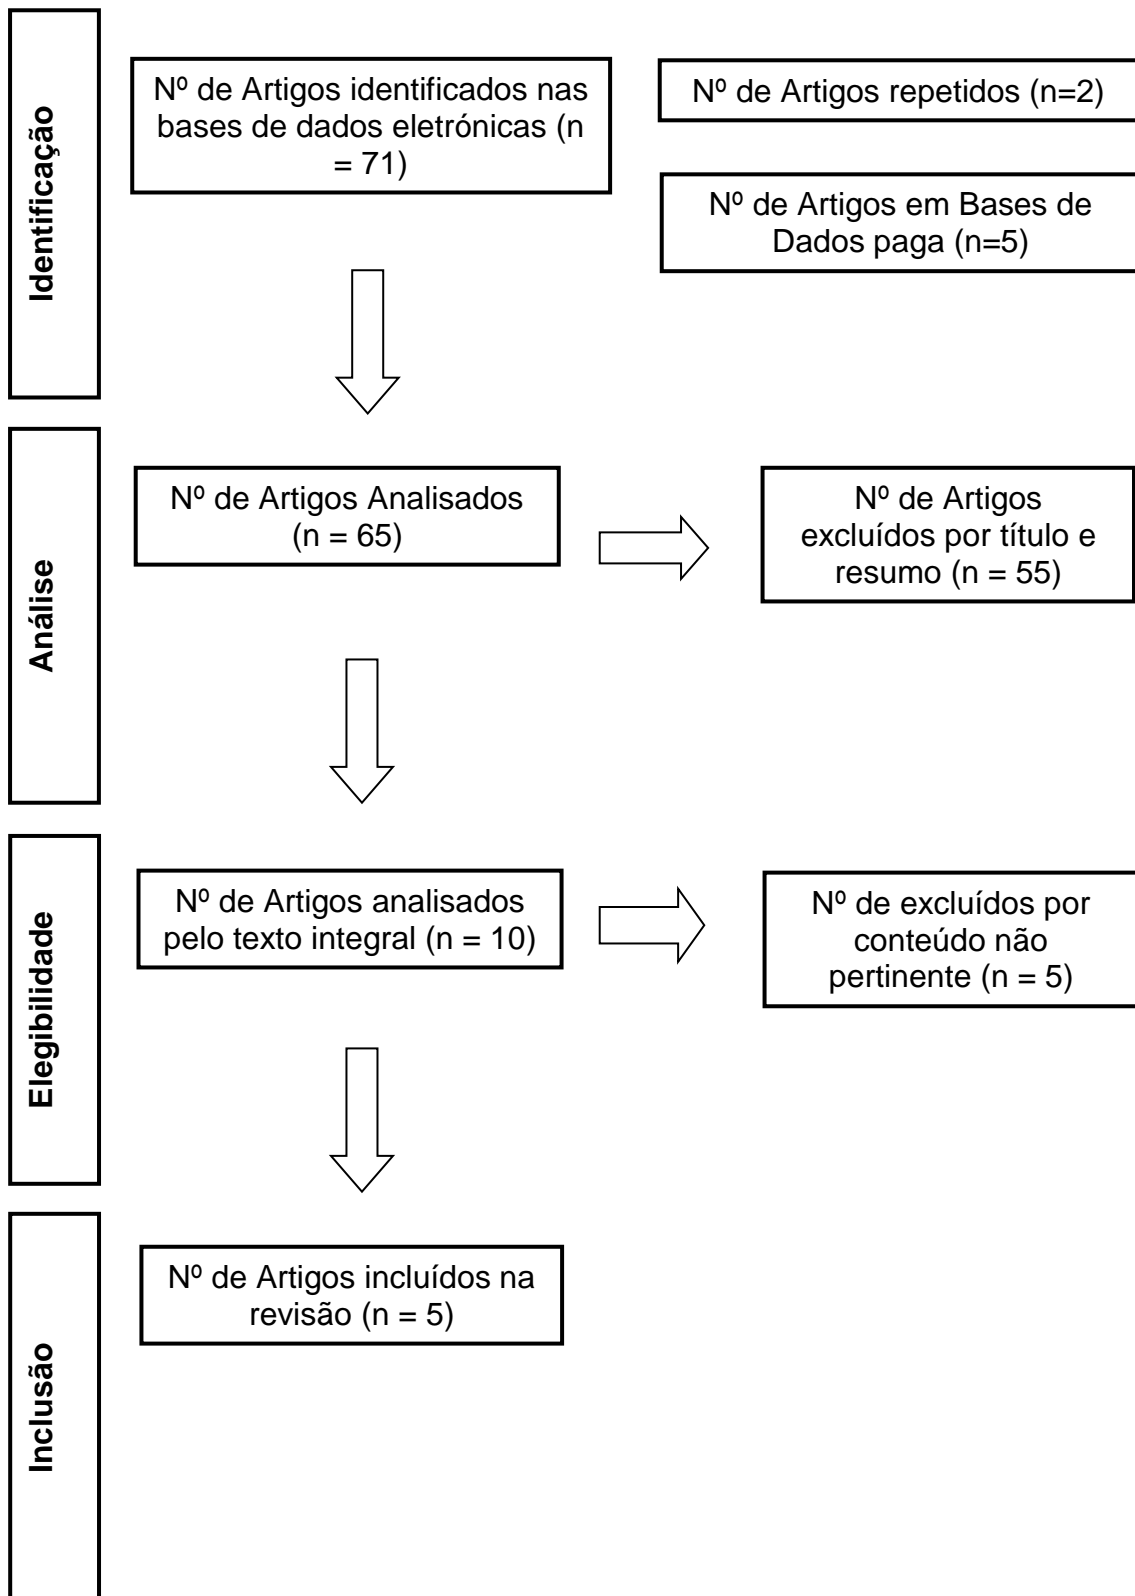 Identificação
Nº de Artigos identificados nas
bases de dados eletrónicas (n
= 71)
Nº de Artigos repetidos (n=2)
Nº de Artigos em Bases de
Dados paga (n=5)
Análise
Nº de Artigos Analisados
(n = 65)
Nº de Artigos
excluídos por título e
resumo (n = 55)
Elegibilidade
Nº de Artigos analisados
pelo texto integral (n = 10)
Nº de excluídos por
conteúdo não
pertinente (n = 5)
Inclusão
Nº de Artigos incluídos na
revisão (n = 5)